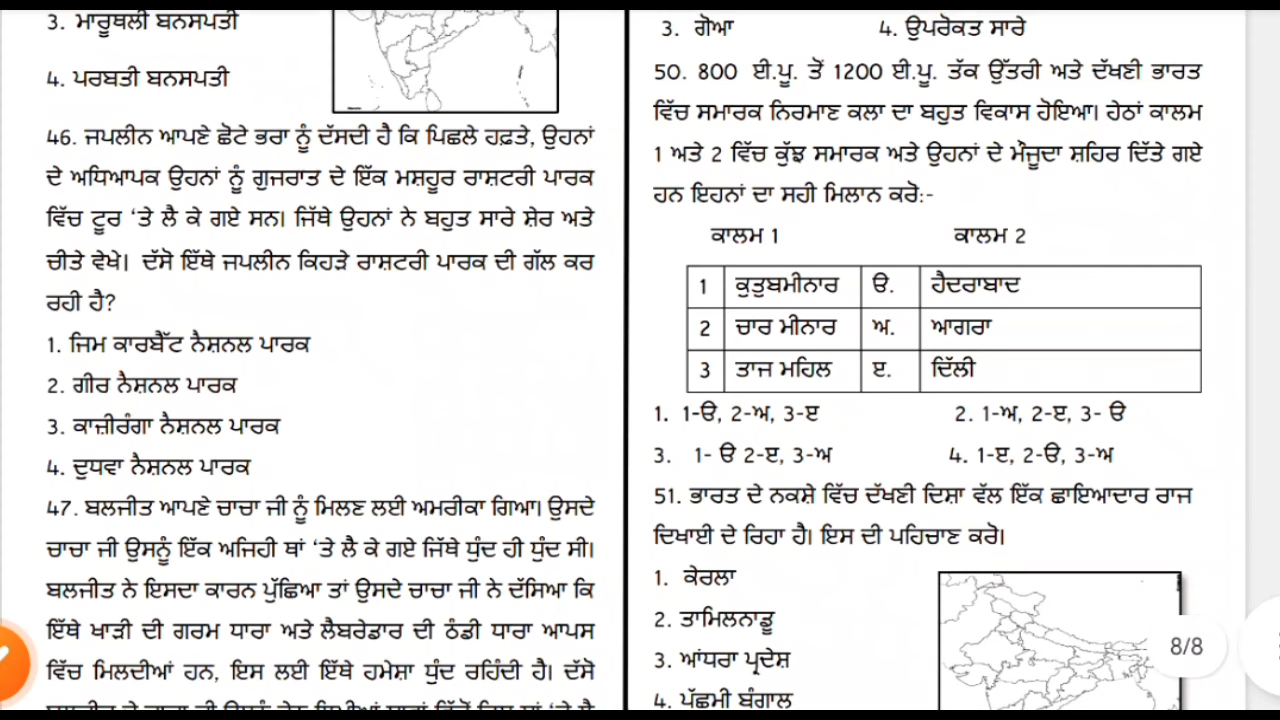 3. ਮਾਰੂਥਲੀ ਬਨਸਪਤੀ
4. ਪਰਬਤੀ ਬਨਸਪਤੀ
46. ਜਪਲੀਨ ਆਪਣੇ ਛੋਟੇ ਭਰਾ ਨੂੰ ਦੱਸਦੀ ਹੈ ਕਿ ਪਿਛਲੇ ਹਫ਼ਤੇ, ਉਹਨਾਂ
ਦੇ ਅਧਿਆਪਕ ਉਹਨਾਂ ਨੂੰ ਗੁਜਰਾਤ ਦੇ ਇੱਕ ਮਸ਼ਹੂਰ ਰਾਸ਼ਟਰੀ ਪਾਰਕ
ਵਿੱਚ ਟੂਰ ‘ਤੇ ਲੈ ਕੇ ਗਏ ਸਨ। ਜਿੱਥੇ ਉਹਨਾਂ ਨੇ ਬਹੁਤ ਸਾਰੇ ਸ਼ੇਰ ਅਤੇ
ਚੀਤੇ ਵੇਖੇ। ਦੱਸੋ ਇੱਥੇ ਜਪਲੀਨ ਕਿਹੜੇ ਰਾਸ਼ਟਰੀ ਪਾਰਕ ਦੀ ਗੱਲ ਕਰ
ਰਹੀ ਹੈ?
1. ਜਿਮ ਕਾਰਬੈੱਟ ਨੈਸ਼ਨਲ ਪਾਰਕ
2. ਗੀਰ ਨੈਸ਼ਨਲ ਪਾਰਕ
3. ਕਾਜ਼ੀਰੰਗਾ ਨੈਸ਼ਨਲ ਪਾਰਕ
4. ਦੁਧਵਾ ਨੈਸ਼ਨਲ ਪਾਰਕ
47. ਬਲਜੀਤ ਆਪਣੇ ਚਾਚਾ ਜੀ ਨੂੰ ਮਿਲਣ ਲਈ ਅਮਰੀਕਾ ਗਿਆ। ਉਸਦੇ
ਚਾਚਾ ਜੀ ਉਸਨੂੰ ਇੱਕ ਅਜਿਹੀ ਥਾਂ ‘ਤੇ ਲੈ ਕੇ ਗਏ ਜਿੱਥੇ ਧੁੰਦ ਹੀ ਧੁੰਦ ਸੀ।
ਬਲਜੀਤ ਨੇ ਇਸਦਾ ਕਾਰਨ ਪੁੱਛਿਆ ਤਾਂ ਉਸਦੇ ਚਾਚਾ ਜੀ ਨੇ ਦੱਸਿਆ ਕਿ
ਇੱਥੇ ਖਾੜੀ ਦੀ ਗਰਮ ਧਾਰਾ ਅਤੇ ਲੈਬਰੇਡਾਰ ਦੀ ਠੰਡੀ ਧਾਰਾ ਆਪਸ
ਵਿੱਚ ਮਿਲਦੀਆਂ ਹਨ, ਇਸ ਲਈ ਇੱਥੇ ਹਮੇਸ਼ਾ ਧੁੰਦ ਰਹਿੰਦੀ ਹੈ। ਦੱਸੋ
3. ਗੋਆ 4. ਉਪਰੋਕਤ ਸਾਰੇ
50. 800 ਈ.ਪੂ. ਤੋਂ 1200 ਈ.ਪੂ. ਤੱਕ ਉੱਤਰੀ ਅਤੇ ਦੱਖਣੀ ਭਾਰਤ
ਵਿੱਚ ਸਮਾਰਕ ਨਿਰਮਾਣ ਕਲਾ ਦਾ ਬਹੁਤ ਵਿਕਾਸ ਹੋਇਆ। ਹੇਠਾਂ ਕਾਲਮ
1 ਅਤੇ 2 ਵਿੱਚ ਕੁੱਝ ਸਮਾਰਕ ਅਤੇ ਉਹਨਾਂ ਦੇ ਮੌਜੂਦਾ ਸ਼ਹਿਰ ਦਿੱਤੇ ਗਏ
ਹਨ ਇਹਨਾਂ ਦਾ ਸਹੀ ਮਿਲਾਨ ਕਰੋ:-
ਕਾਲਮ 1 ਕਾਲਮ 2
1 ਕੁਤੁਬਮੀਨਾਰ ੳ. ਹੈਦਰਾਬਾਦ
2 ਚਾਰ ਮੀਨਾਰ ਅ. ਆਗਰਾ
3 ਤਾਜ ਮਹਿਲ ੲ. ਦਿੱਲੀ
1. 1-ੳ, 2-ਅ, 3-ੲ 2. 1-ਅ, 2-ੲ, 3- ੳ
3. 1- ੳ 2-ੲ, 3-ਅ 4. 1-ੲ, 2-ੳ, 3-ਅ
51. ਭਾਰਤ ਦੇ ਨਕਸ਼ੇ ਵਿੱਚ ਦੱਖਣੀ ਦਿਸ਼ਾ ਵੱਲ ਇੱਕ ਛਾਇਆਦਾਰ ਰਾਜ
ਦਿਖਾਈ ਦੇ ਰਿਹਾ ਹੈ। ਇਸ ਦੀ ਪਹਿਚਾਣ ਕਰੋ।
1. ਕੇਰਲਾ
2. ਤਾਮਿਲਨਾਡੂ
3. ਆਂਧਰਾ ਪ੍ਰਦੇਸ਼
4. ਪੱਛਮੀ ਬੰਗਾਲ
8/8